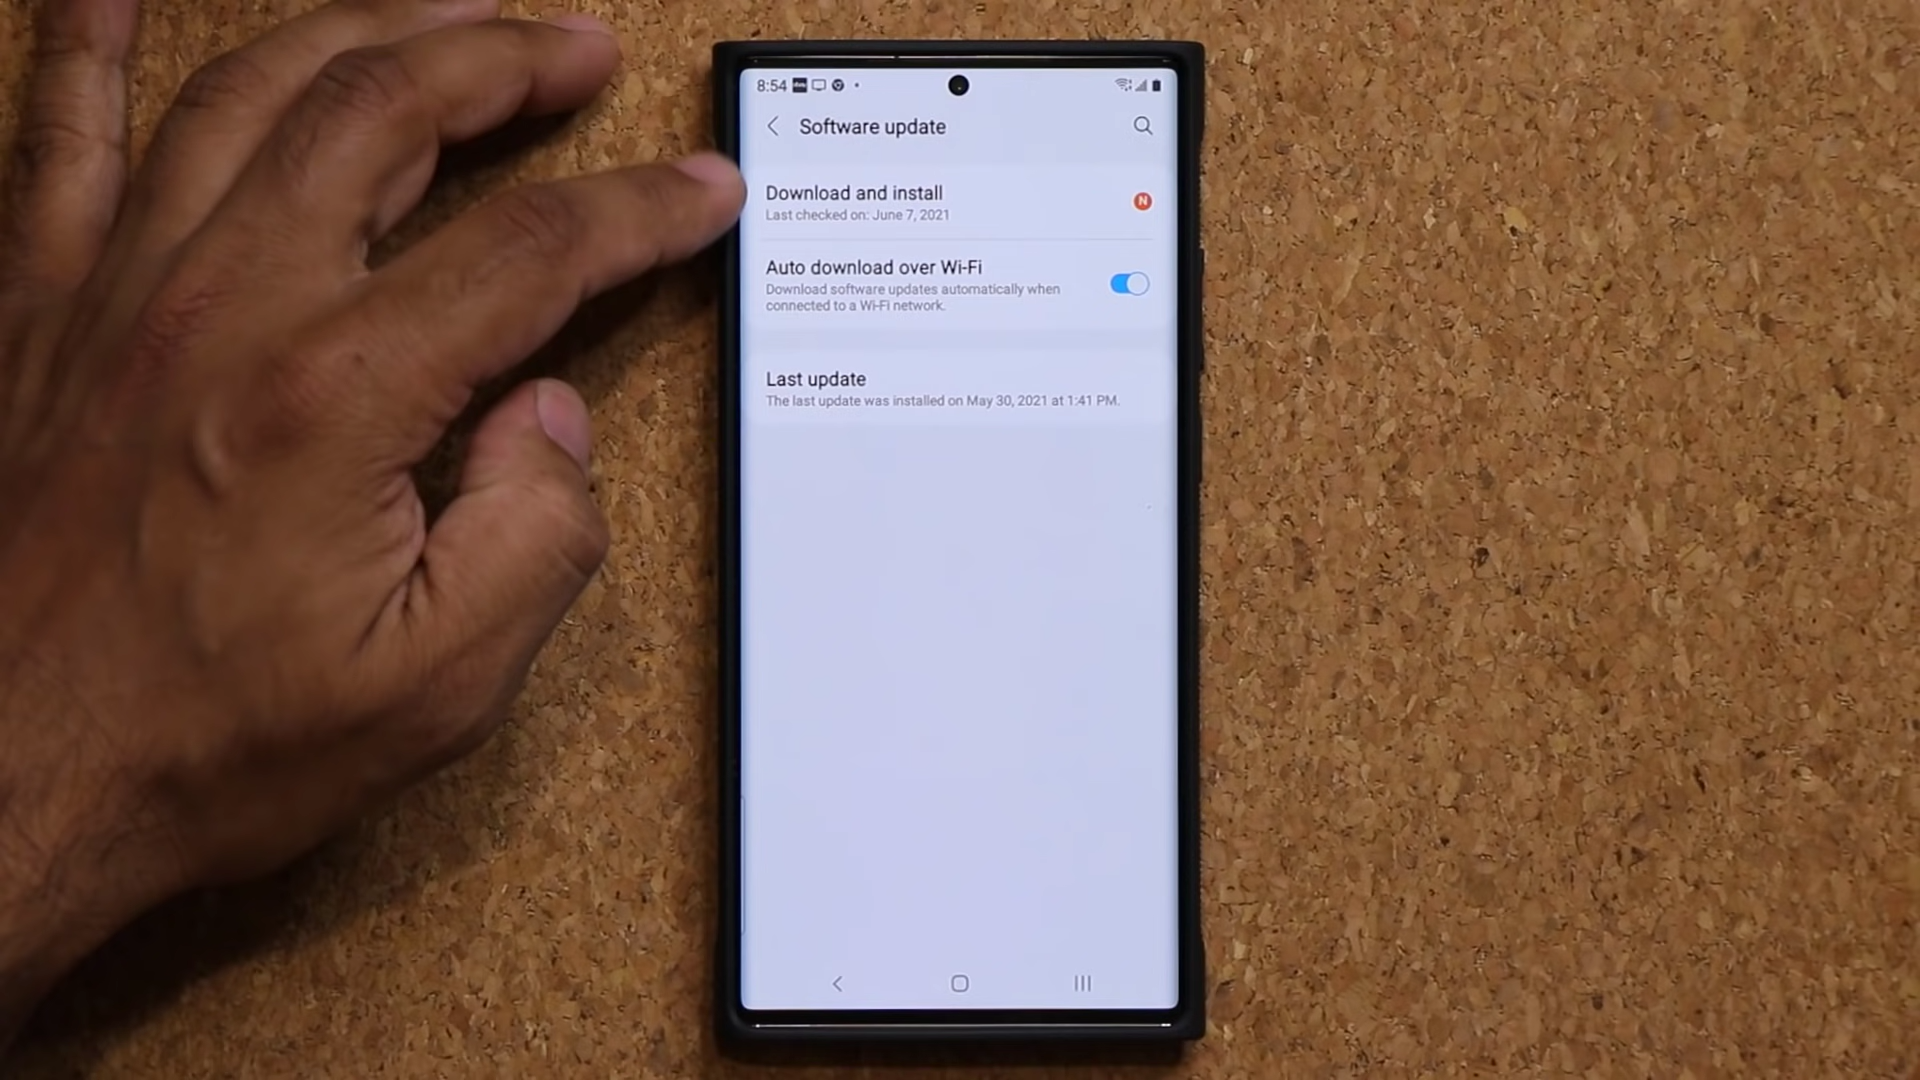 8:54
Software update
Download and install
N
Last checked on: June 7, 2021
Auto download over Wi-Fi
Download software updates automatically when
connected to a Wi-Fi network.
Last update
The last update was installed on May 30, 2021 at 1:41 PM.